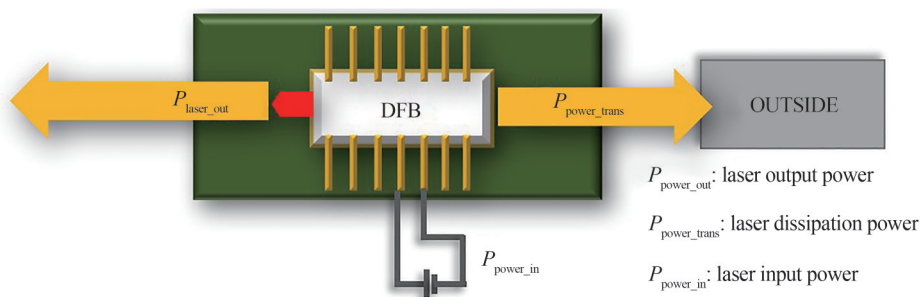 P_laser_out
DFB
P_power_trans
OUTSIDE
P_power_out: laser output power
P_power_trans: laser dissipation power
P_power_in
P_power_in: laser input power